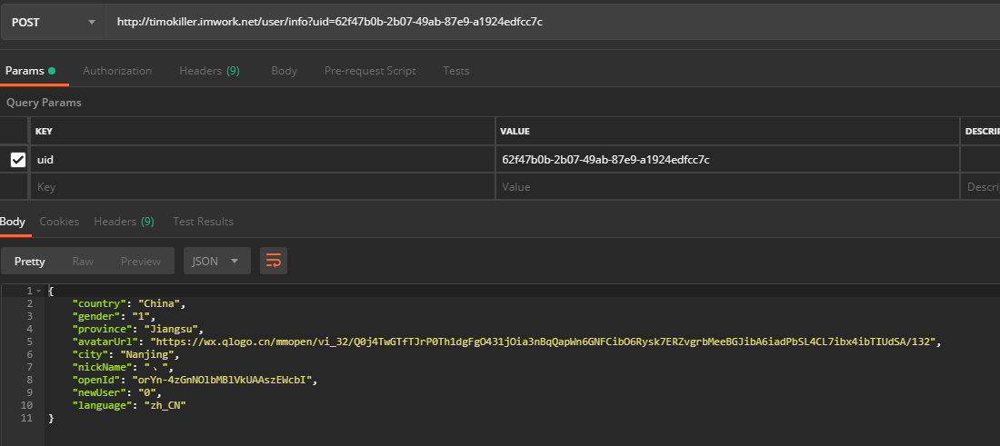 POST http://timokiller.imwork.net/user/info?uid=62f47b0b-2b07-49ab-87e9-a1924edfcc7c
Params Authorization Headers (9) Body Pre-request Script Tests
Query Params
KEY VALUE DESCRI
uid 62f47b0b-2b07-49ab-87e9-a1924edfcc7c
Key Value Descri
Body Cookies Headers (9) Test Results
Pretty Raw Preview JSON
1 {
2 "country": "China",
3 "gender": "1",
4 "province": "Jiangsu",
5 "avatarUrl": "https://wx.qlogo.cn/mmopen/vi_32/Q0j4TwGTfTJrP0Th1dgFgO431jOia3nBqQapWn6GNFCibO6Rysk7ERZvgrbMeeBGJibA6iadPbSL4CL7ibx4ibTIUdSA/132",
6 "city": "Nanjing",
7 "nickName": "、",
8 "openId": "orYn-4zGnNOlbMBlVkUAAszEWcbI",
9 "newUser": "0",
10 "language": "zh_CN"
11 }